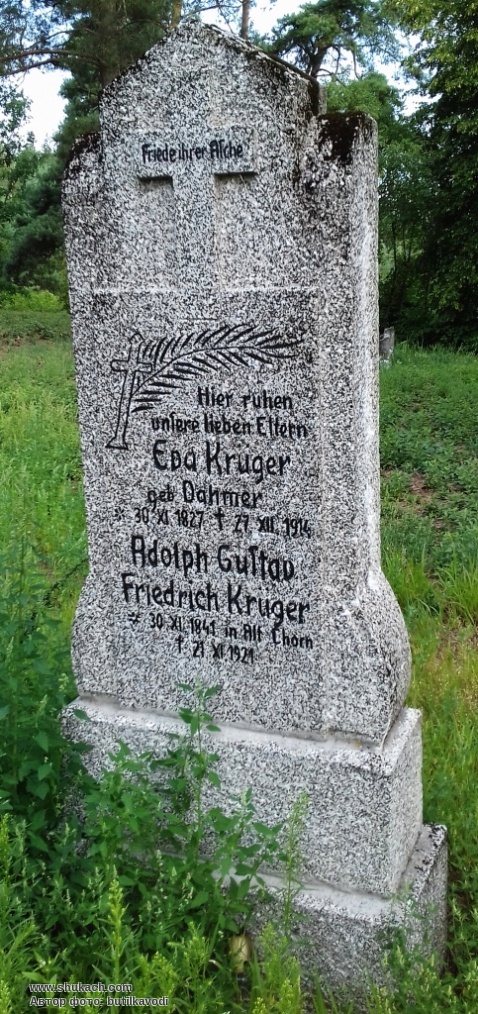 Friede ihrer Asche
Hier ruhen
unsere lieben Eltern
Eva Krüger
geb Dahmer
* 30 XI 1827 † 27 XII 1914
Adolph Gustav
Friedrich Krüger
* 30 XI 1841 in Alt Thorn
† 21 XI 1921
www.shukach.com
Автор фото: butilkavodi